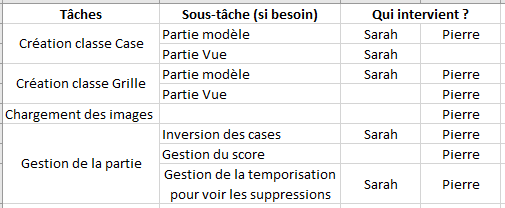 Tâches Sous-tâche (si besoin) Qui intervient ?
Création classe Case Partie modèle Sarah Pierre
Partie Vue Sarah
Création classe Grille Partie modèle Sarah Pierre
Partie Vue Pierre
Chargement des images Pierre
Gestion de la partie Inversion des cases Sarah Pierre
Gestion du score Pierre
Gestion de la temporisation
pour voir les suppressions Sarah Pierre